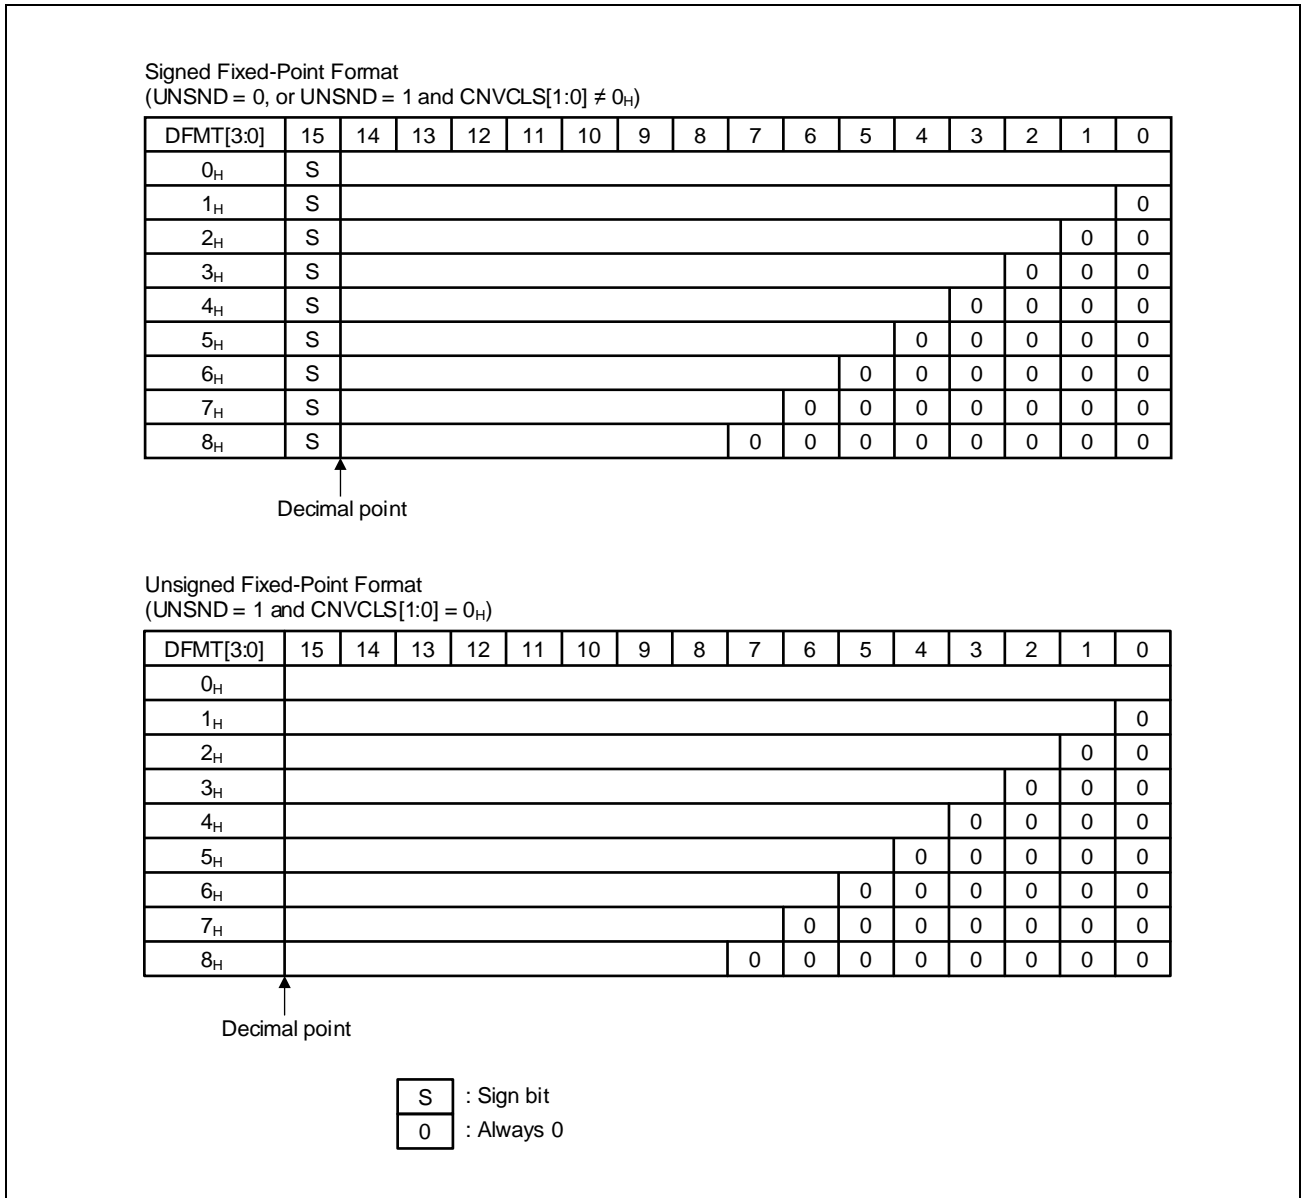 Signed Fixed-Point Format
(UNSND = 0, or UNSND = 1 and CNVCLS[1:0] ≠ 0H)
DFMT[3:0] 15 14 13 12 11 10 9 8 7 6 5 4 3 2 1 0
0H S
1H S 0
2H S 0 0
3H S 0 0 0
4H S 0 0 0 0
5H S 0 0 0 0 0
6H S 0 0 0 0 0 0
7H S 0 0 0 0 0 0 0
8H S 0 0 0 0 0 0 0 0
Decimal point
Unsigned Fixed-Point Format
(UNSND = 1 and CNVCLS[1:0] = 0H)
DFMT[3:0] 15 14 13 12 11 10 9 8 7 6 5 4 3 2 1 0
0H
1H 0
2H 0 0
3H 0 0 0
4H 0 0 0 0
5H 0 0 0 0 0
6H 0 0 0 0 0 0
7H 0 0 0 0 0 0 0
8H 0 0 0 0 0 0 0 0
Decimal point
S : Sign bit
0 : Always 0